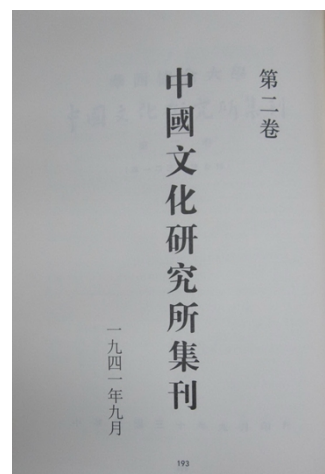 第二卷
中國文化研究所集刊
一九四一年九月
193